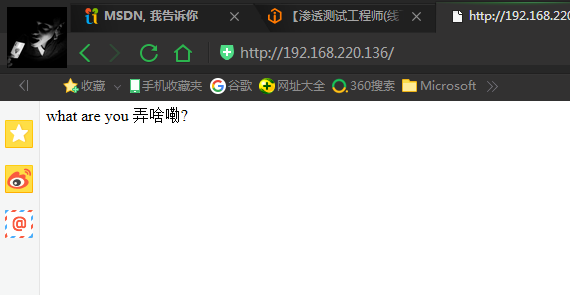 MSDN, 我告诉你
【渗透测试工程师(线
http://192.168.22
http://192.168.220.136/
收藏
手机收藏夹
谷歌
网址大全
360搜索
Microsoft
what are you 弄啥嘞?
@